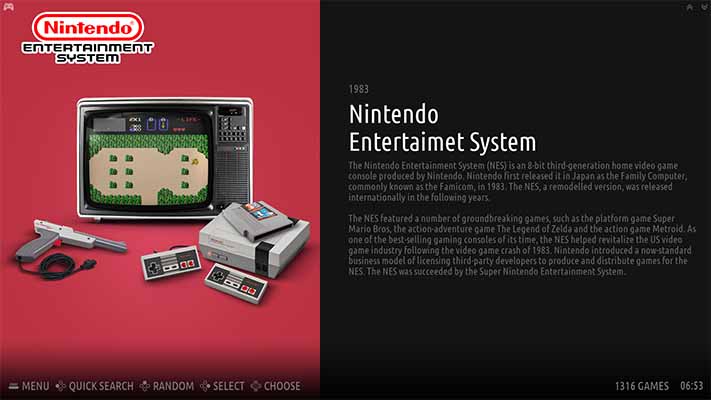 Nintendo
ENTERTAINMENT
SYSTEM
-LIFE-
1983
Nintendo
Entertaimet System
The Nintendo Entertainment System (NES) is an 8-bit third-generation home video game
console produced by Nintendo. Nintendo first released it in Japan as the Family Computer,
commonly known as the Famicom, in 1983. The NES, a remodelled version, was released
internationally in the following years.
The NES featured a number of groundbreaking games, such as the platform game Super
Mario Bros, the action-adventure game The Legend of Zelda and the action game Metroid. As
one of the best-selling gaming consoles of its time, the NES helped revitalize the US video
game industry following the video game crash of 1983. Nintendo introduced a now-standard
business model of licensing third-party developers to produce and distribute games for the
NES. The NES was succeeded by the Super Nintendo Entertainment System.
MENU QUICK SEARCH RANDOM SELECT CHOOSE
1316 GAMES 06:53